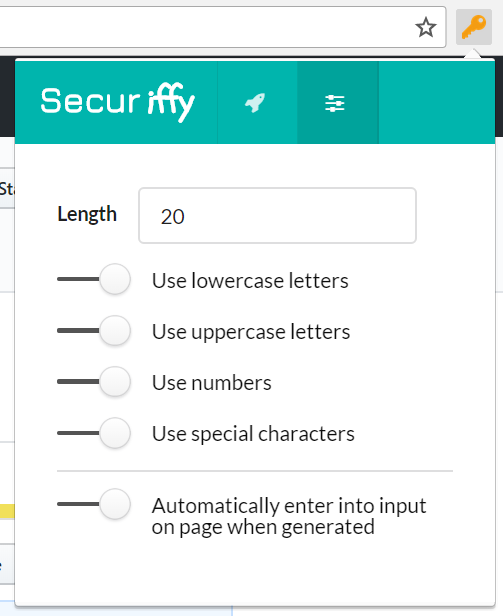 Securiffy
Sta
Length
20
Use lowercase letters
Use uppercase letters
Use numbers
Use special characters
Automatically enter into input
on page when generated